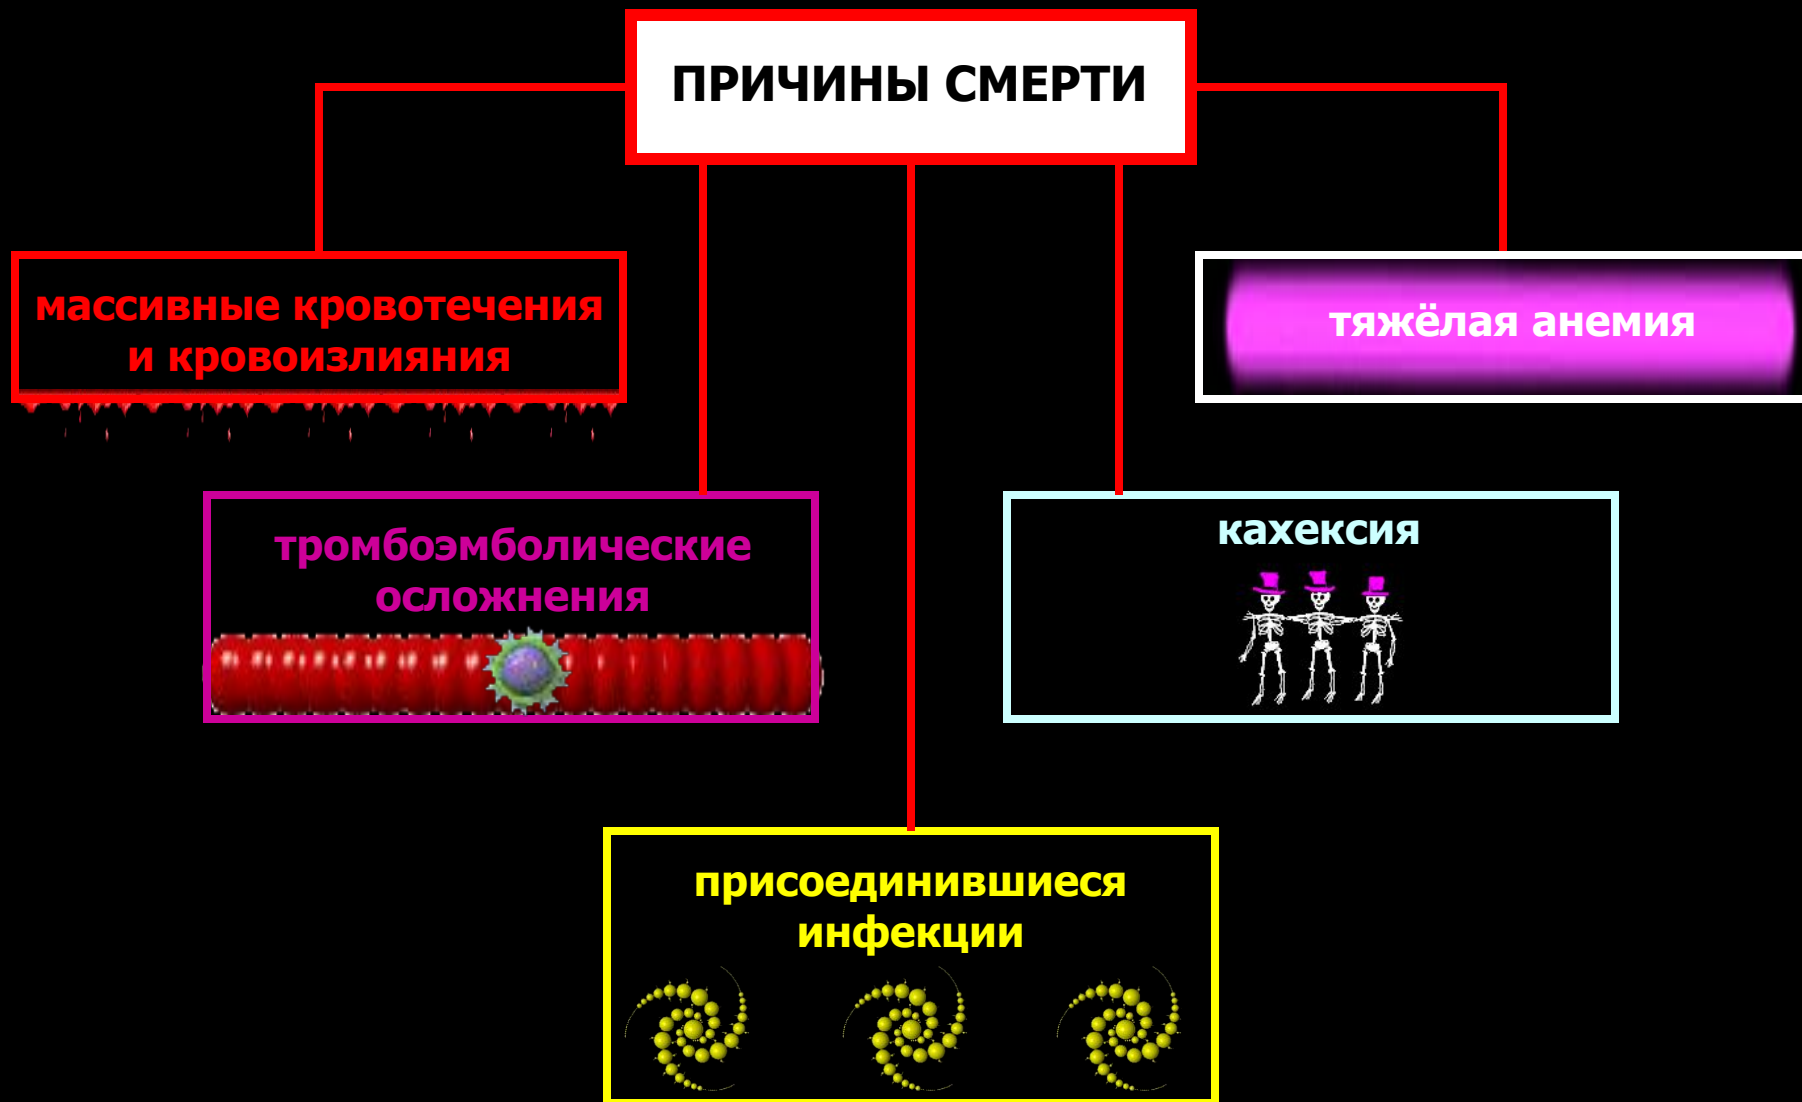 ПРИЧИНЫ СМЕРТИ
массивные кровотечения
и кровоизлияния
тяжёлая анемия
тромбоэмболические
осложнения
кахексия
присоединившиеся
инфекции